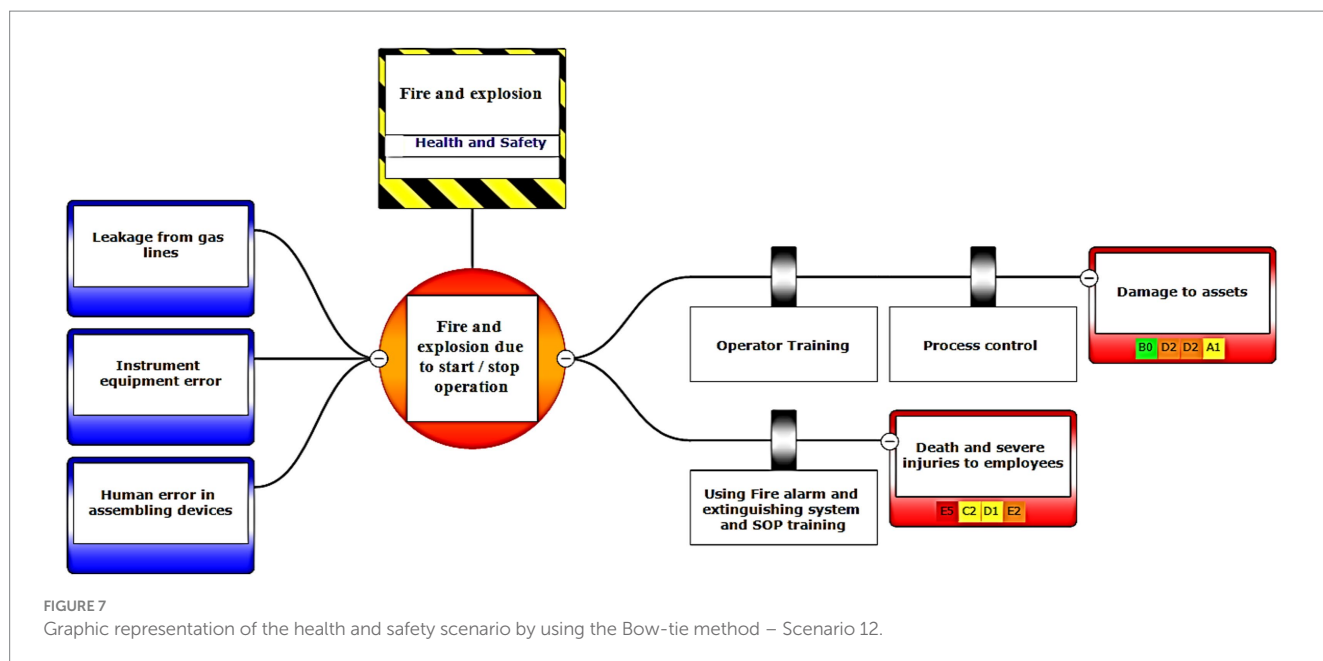 Fire and explosion
Health and Safety
Leakage from gas
lines
Instrument
equipment error
Human error in
assembling devices
Fire and
explosion due
to start / stop
operation
Operator Training
Process control
Damage to assets
B0 D2 D2 A1
Using Fire alarm and
extinguishing system
and SOP training
Death and severe
injuries to employees
E5 C2 D1 E2
FIGURE 7
Graphic representation of the health and safety scenario by using the Bow-tie method – Scenario 12.